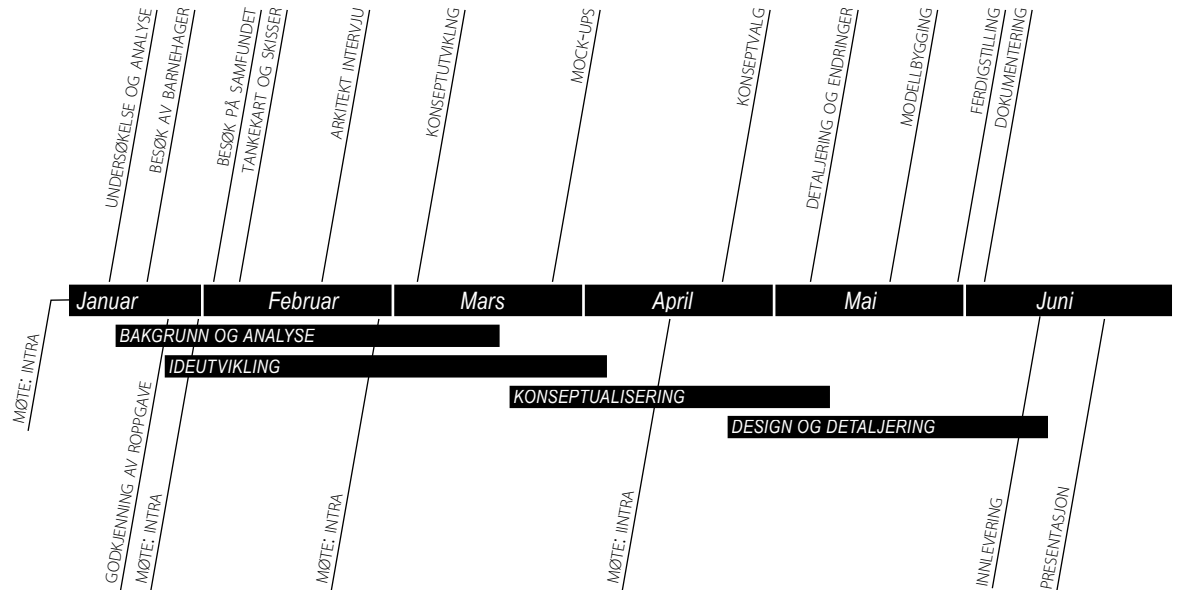 UNDERSØKELSE OG ANALYSE
BESØK AV BARNEHAGER
BESØK PÅ SAMFUNDET
TANKEKART OG SKISSER
ARKITEKT INTERVJU
KONSEPTUTVIKLNG
MOCK-UPS
KONSEPTVALG
DETALJERING OG ENDRINGER
MODELLBYGGING
FERDIGSTILLING
DOKUMENTERING
Januar
Februar
Mars
April
Mai
Juni
BAKGRUNN OG ANALYSE
IDEUTVIKLING
KONSEPTUALISERING
DESIGN OG DETALJERING
MØTE: INTRA
GODKJENNING AV ROPPGAVE
MØTE: INTRA
MØTE: INTRA
MØTE: IINTRA
INNLEVERING
PRESENTASJON